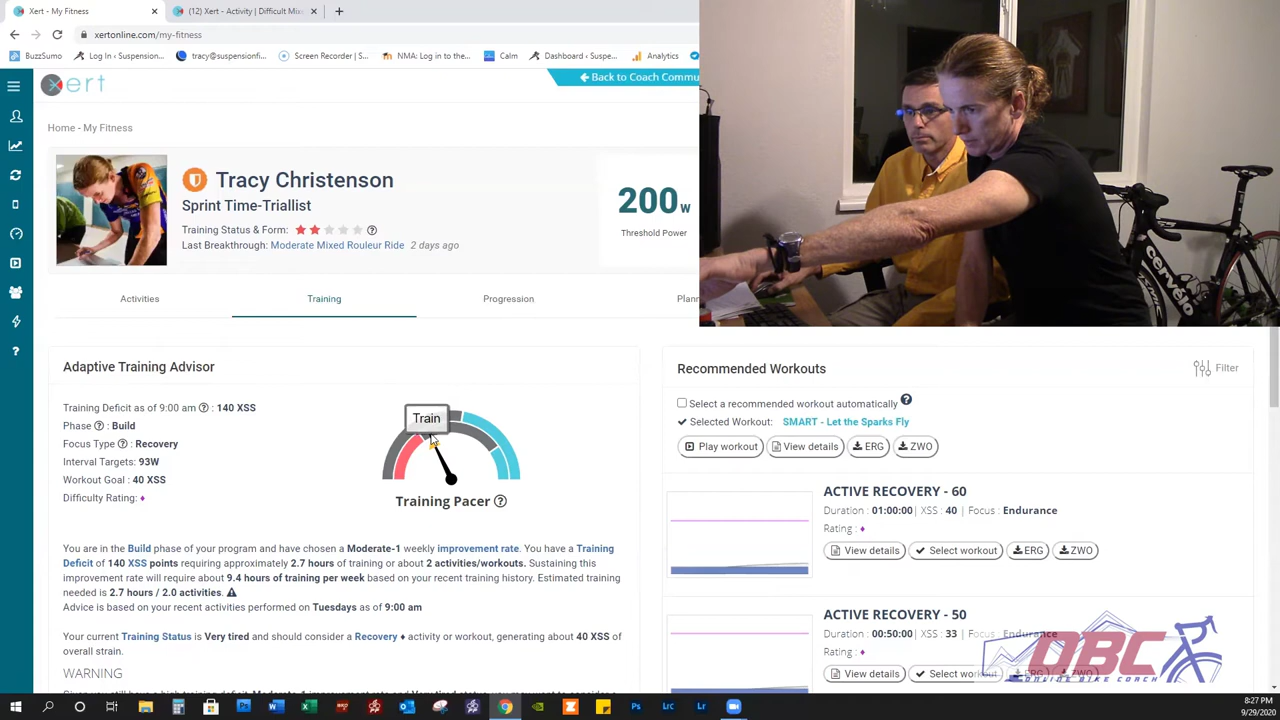 Xert - My Fitness
(12) Xert - Activity | Difficult Mix
xertonline.com/my-fitness
BuzzSumo
Log In ‹ Suspension...
tracy@suspensionfi...
Screen Recorder | S...
NMA: Log in to the...
Calm
Dashboard ‹ Suspe...
Analytics
xert
Back to Coach Commu
Home - My Fitness
Tracy Christenson
Sprint Time-Triallist
Training Status & Form:
Last Breakthrough: Moderate Mixed Rouleur Ride 2 days ago
200 W
Threshold Power
Activities
Training
Progression
Plan
Adaptive Training Advisor
Training Deficit as of 9:00 am : 140 XSS
Phase : Build
Focus Type : Recovery
Interval Targets: 93W
Workout Goal : 40 XSS
Difficulty Rating: ♦
Train
Training Pacer
You are in the Build phase of your program and have chosen a Moderate-1 weekly improvement rate. You have a Training
Deficit of 140 XSS points requiring approximately 2.7 hours of training or about 2 activities/workouts. Sustaining this
improvement rate will require about 9.4 hours of training per week based on your recent training history. Estimated training
needed is 2.7 hours / 2.0 activities.
Advice is based on your recent activities performed on Tuesdays as of 9:00 am
Your current Training Status is Very tired and should consider a Recovery ♦ activity or workout, generating about 40 XSS of
overall strain.
WARNING
Recommended Workouts
Filter
Select a recommended workout automatically
Selected Workout: SMART - Let the Sparks Fly
Play workout
View details
ERG
ZWO
ACTIVE RECOVERY - 60
Duration : 01:00:00 | XSS : 40 | Focus : Endurance
Rating : ♦
View details
Select workout
ERG
ZWO
ACTIVE RECOVERY - 50
Duration : 00:50:00 | XSS : 33 | Focus : Endurance
Rating : ♦
View details
Select workout
ERG
ZWO
cervélo
OBC
ONLINE BIKE COACH
8:27 PM
9/29/2020